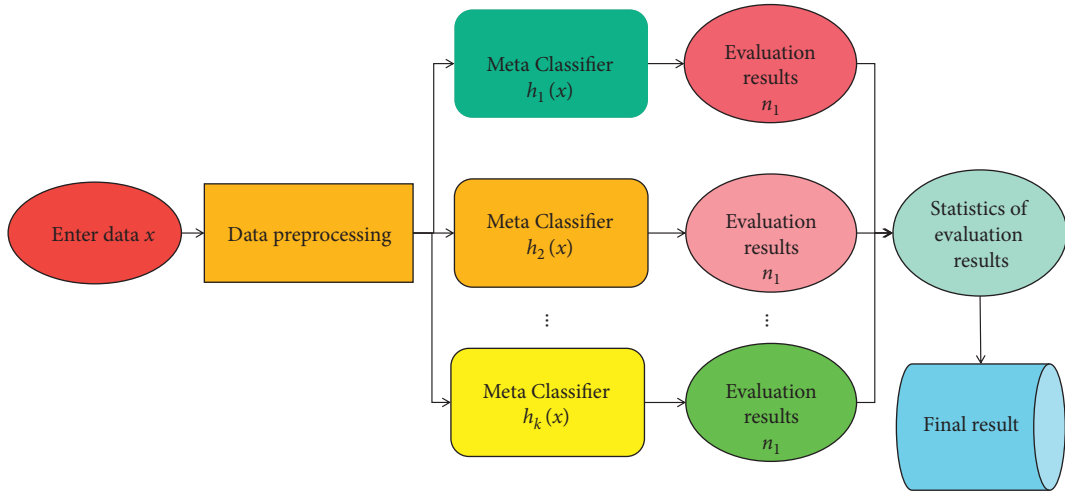 Enter data x
Data preprocessing
Meta Classifier
h₁(x)
Evaluation
results
n₁
Meta Classifier
h₂(x)
Evaluation
results
n₁
⋮
⋮
Meta Classifier
hₖ(x)
Evaluation
results
n₁
Statistics of
evaluation
results
Final result